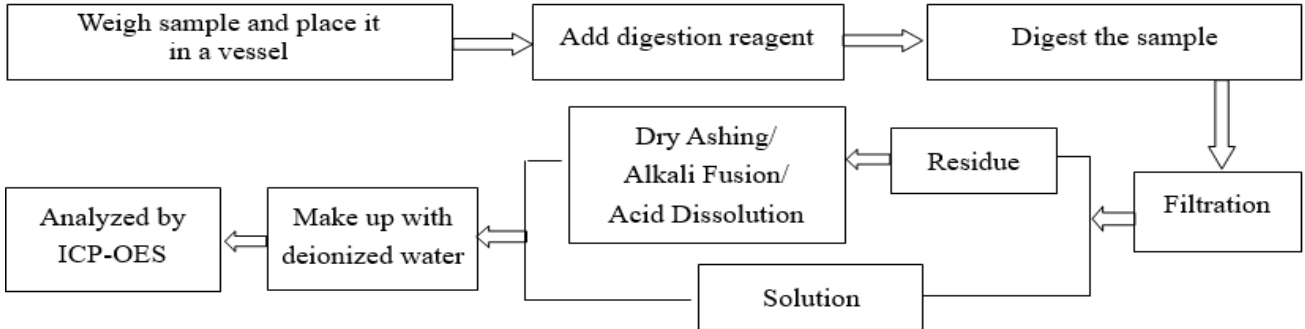 Weigh sample and place it
in a vessel
Add digestion reagent
Digest the sample
Filtration
Residue
Dry Ashing/
Alkali Fusion/
Acid Dissolution
Solution
Make up with
deionized water
Analyzed by
ICP-OES